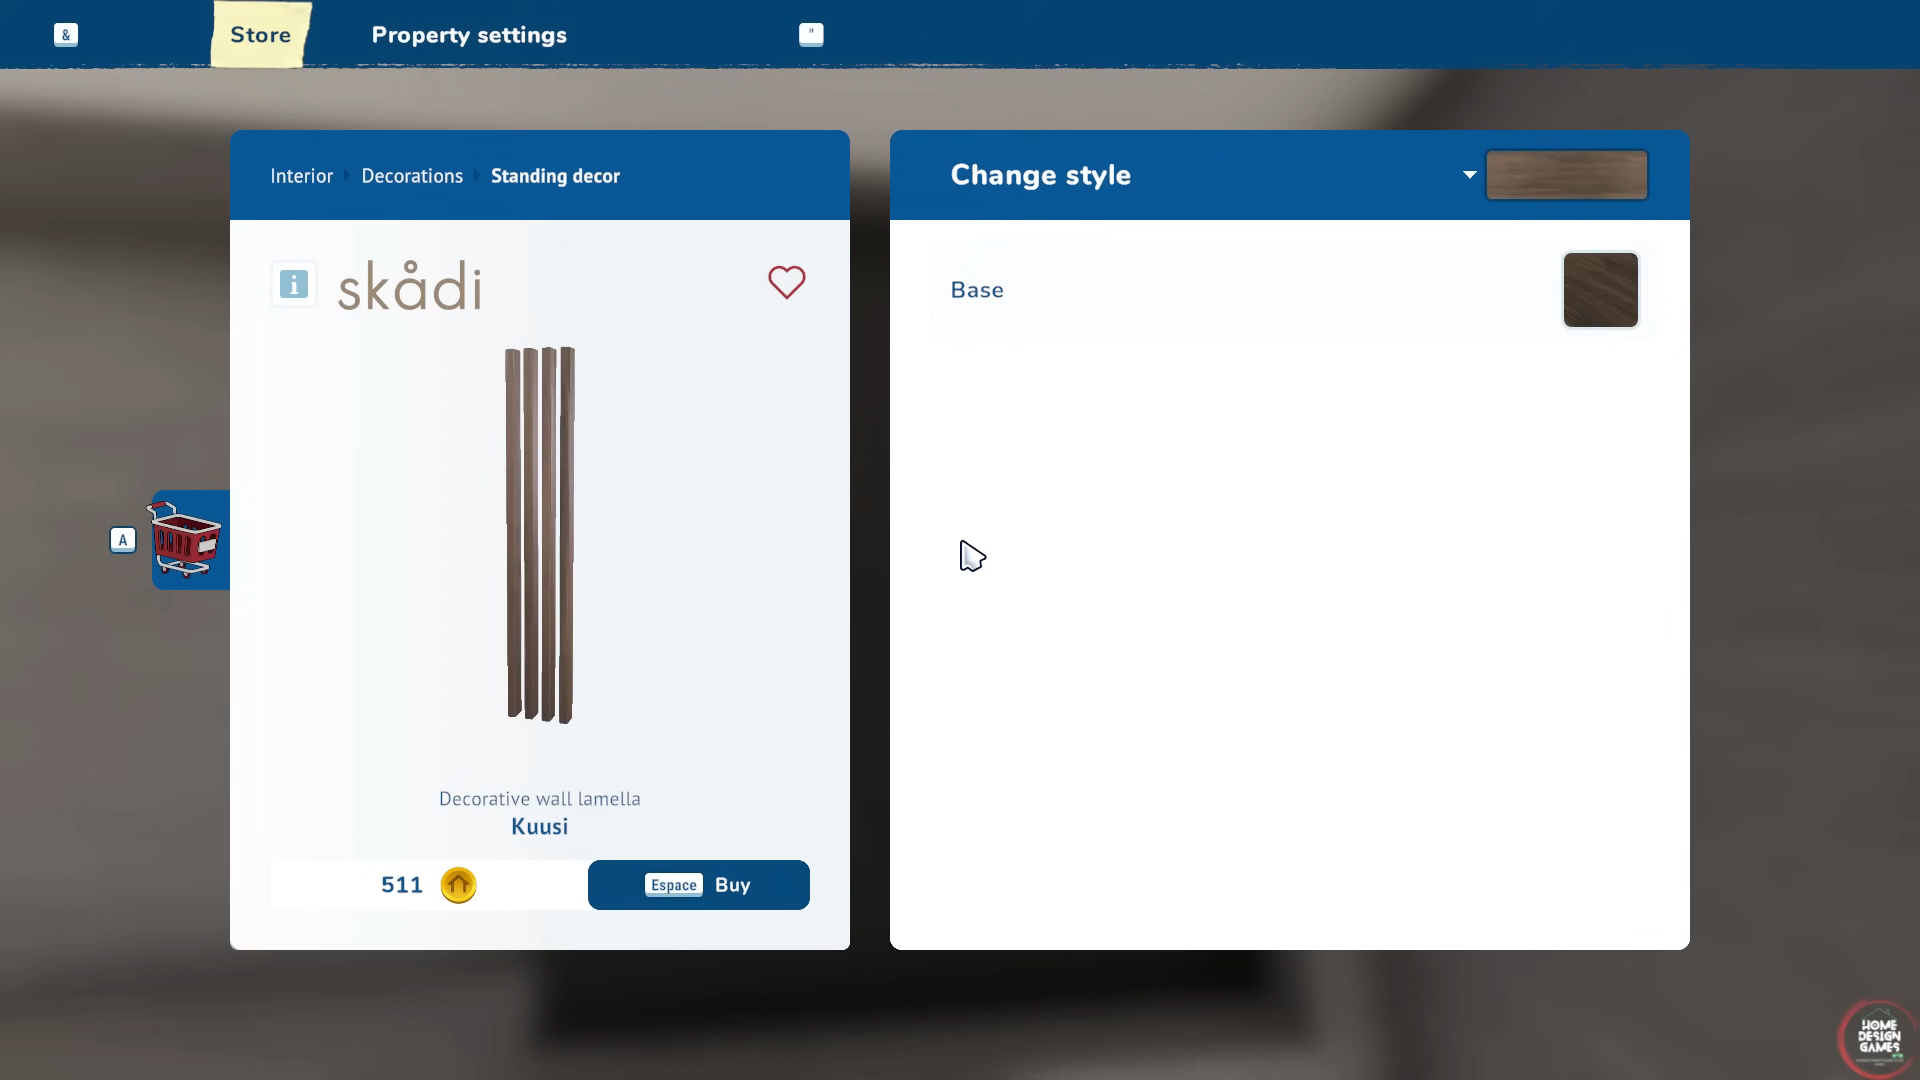 &
Store
Property settings
"
Interior
Decorations
Standing decor
Change style
i
skådi
Base
A
Decorative wall lamella
Kuusi
511
Espace
Buy
HOME
DESIGN
GAMES